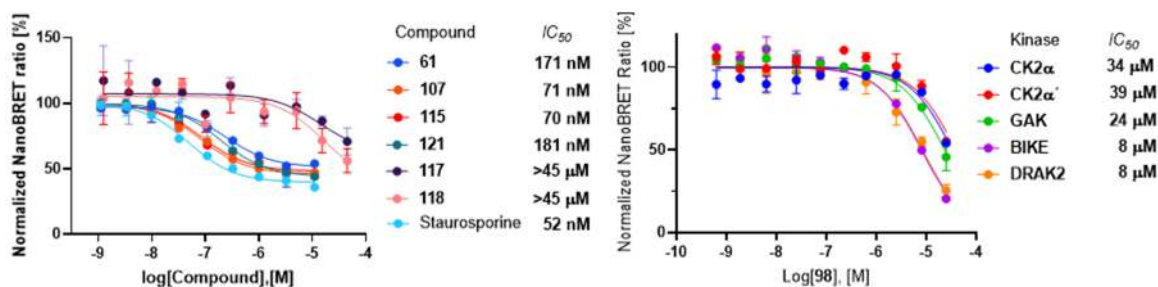 Normalized NanoBRET Ratio [%]
150
100
50
0
-9
-8
-7
-6
-5
-4
log[Compound],[M]
Compound IC50
61 171 nM
107 71 nM
115 70 nM
121 181 nM
117 >45 μM
118 >45 μM
Staurosporine 52 nM
Normalized NanoBRET Ratio [%]
100
50
0
-10
-9
-8
-7
-6
-5
-4
Log[98], [M]
Kinase IC50
CK2α 34 μM
CK2α´ 39 μM
GAK 24 μM
BIKE 8 μM
DRAK2 8 μM